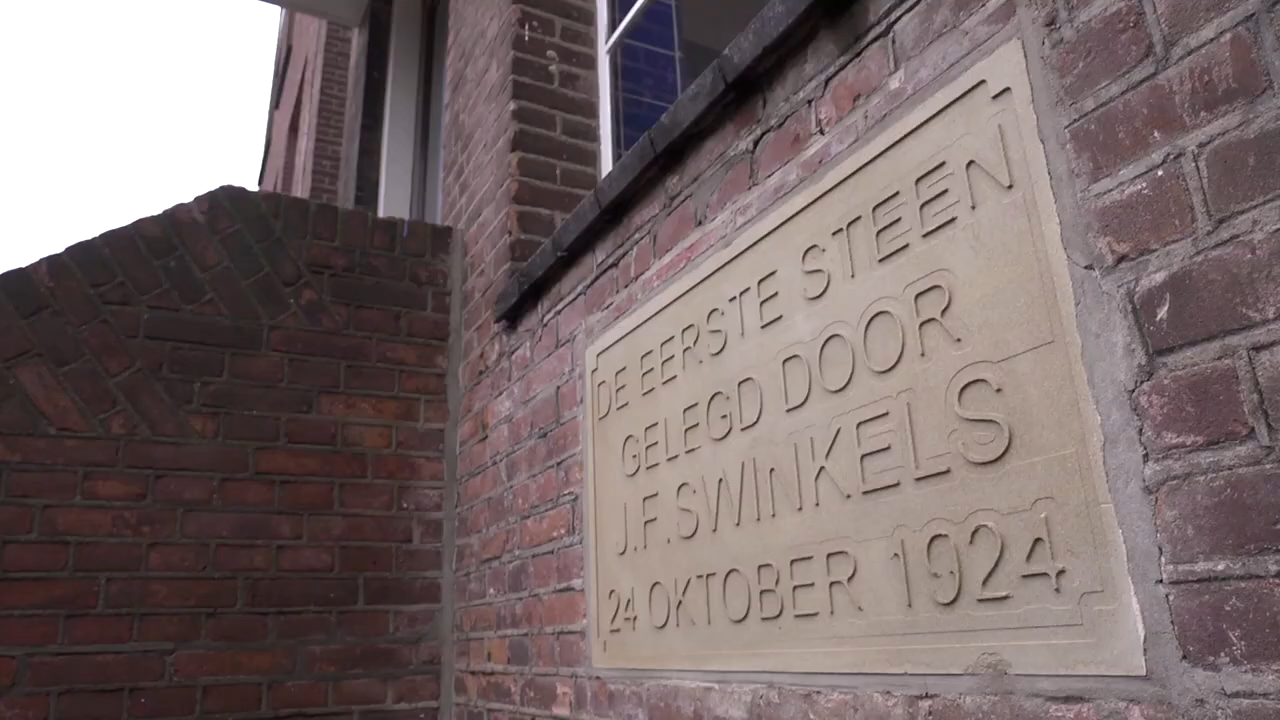 DE EERSTE STEEN
GELEGD DOOR
J.F. SWINKELS
24 OKTOBER 1924